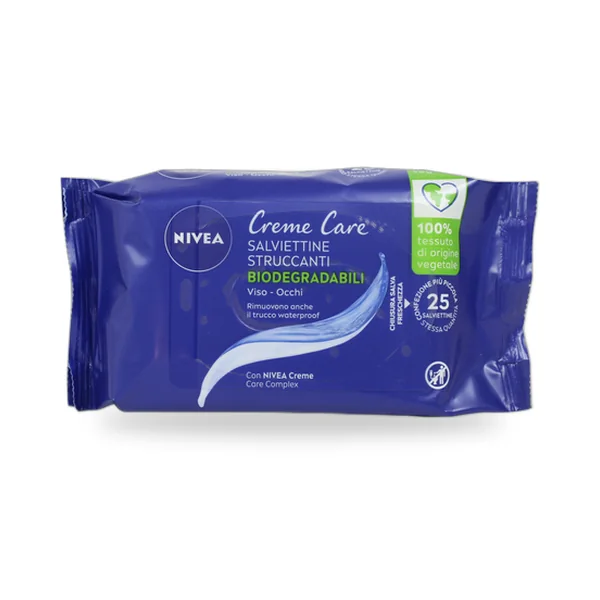 NIVEA
Creme Care
SALVIETTINE
STRUCCANTI
BIODEGRADABILI
Viso - Occhi
Rimuovono anche
il trucco waterproof
Con NIVEA Creme
Care Complex
100%
tessuto
di origine
vegetale
CHIUSURA SALVA
FRESCHEZZA
CONFEZIONE PIÙ PICCOLA
25
SALVIETTINE
STESSA QUANTITÀ